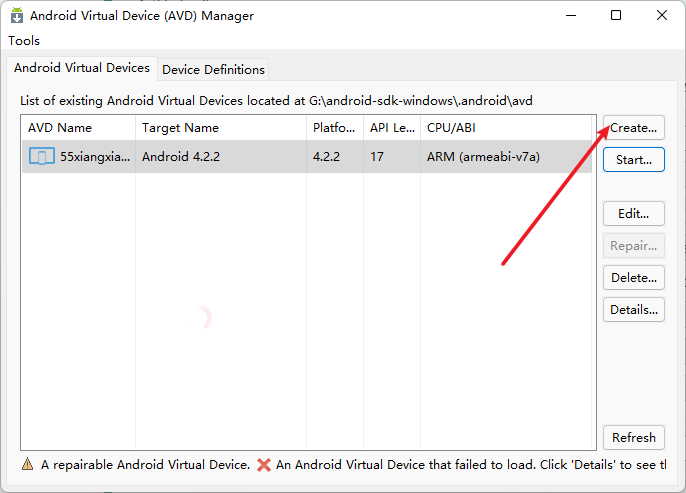 Android Virtual Device (AVD) Manager
Tools
Android Virtual Devices Device Definitions
List of existing Android Virtual Devices located at G:\android-sdk-windows\.android\avd
AVD Name Target Name Platfo... API Le... CPU/ABI
55xiangxia... Android 4.2.2 4.2.2 17 ARM (armeabi-v7a)
Create...
Start...
Edit...
Repair...
Delete...
Details...
Refresh
A repairable Android Virtual Device. An Android Virtual Device that failed to load. Click 'Details' to see